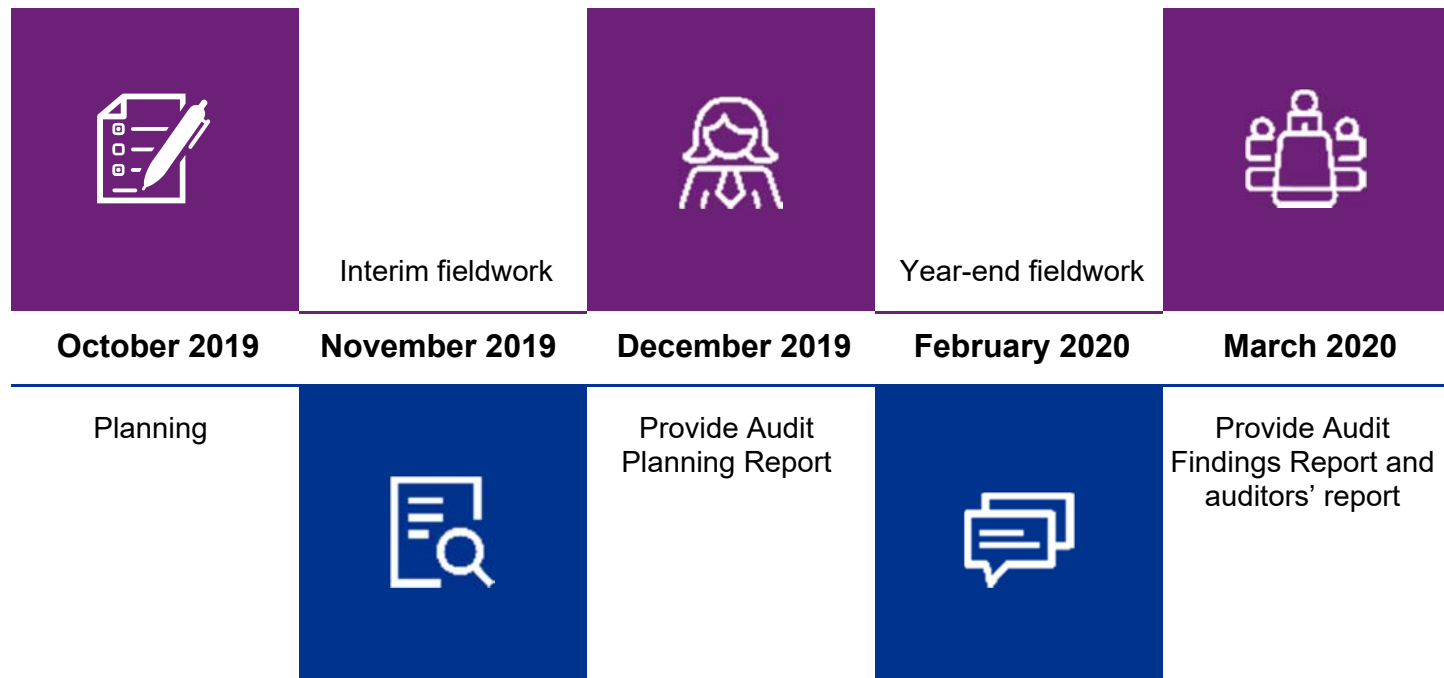 Interim fieldwork
Year-end fieldwork
October 2019
November 2019
December 2019
February 2020
March 2020
Planning
Provide Audit
Planning Report
Provide Audit
Findings Report and
auditors’ report